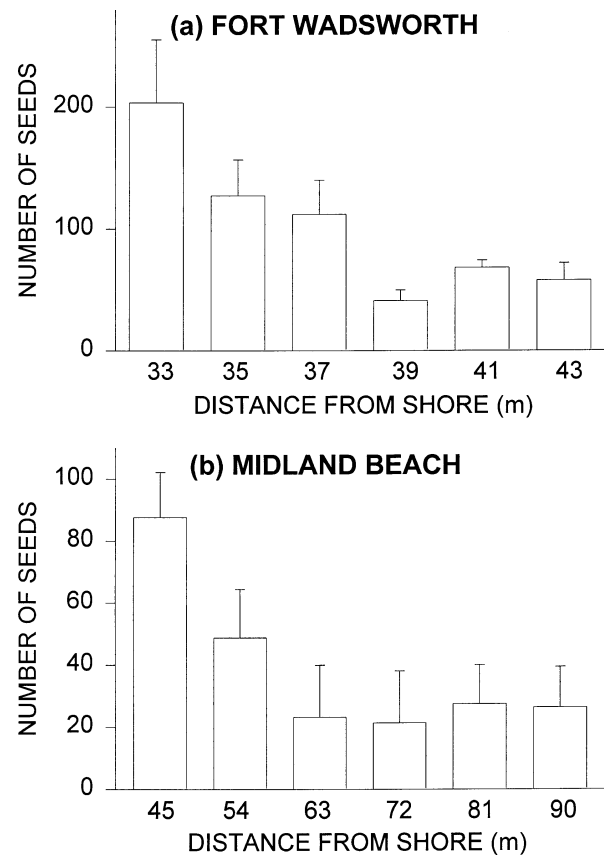 (a) FORT WADSWORTH
NUMBER OF SEEDS
200
100
0
33 35 37 39 41 43
DISTANCE FROM SHORE (m)
(b) MIDLAND BEACH
NUMBER OF SEEDS
100
80
60
40
20
0
45 54 63 72 81 90
DISTANCE FROM SHORE (m)